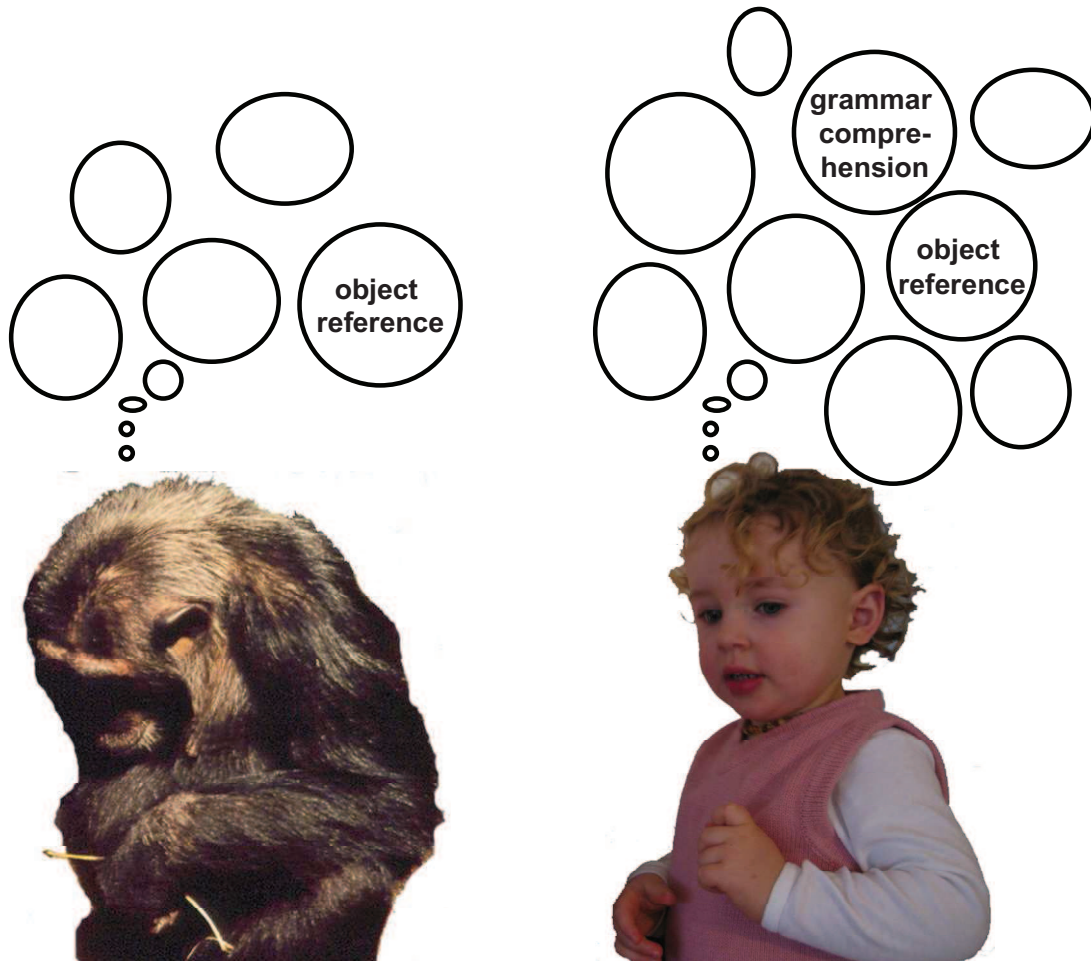 object
reference
grammar
compre-
hension
object
reference